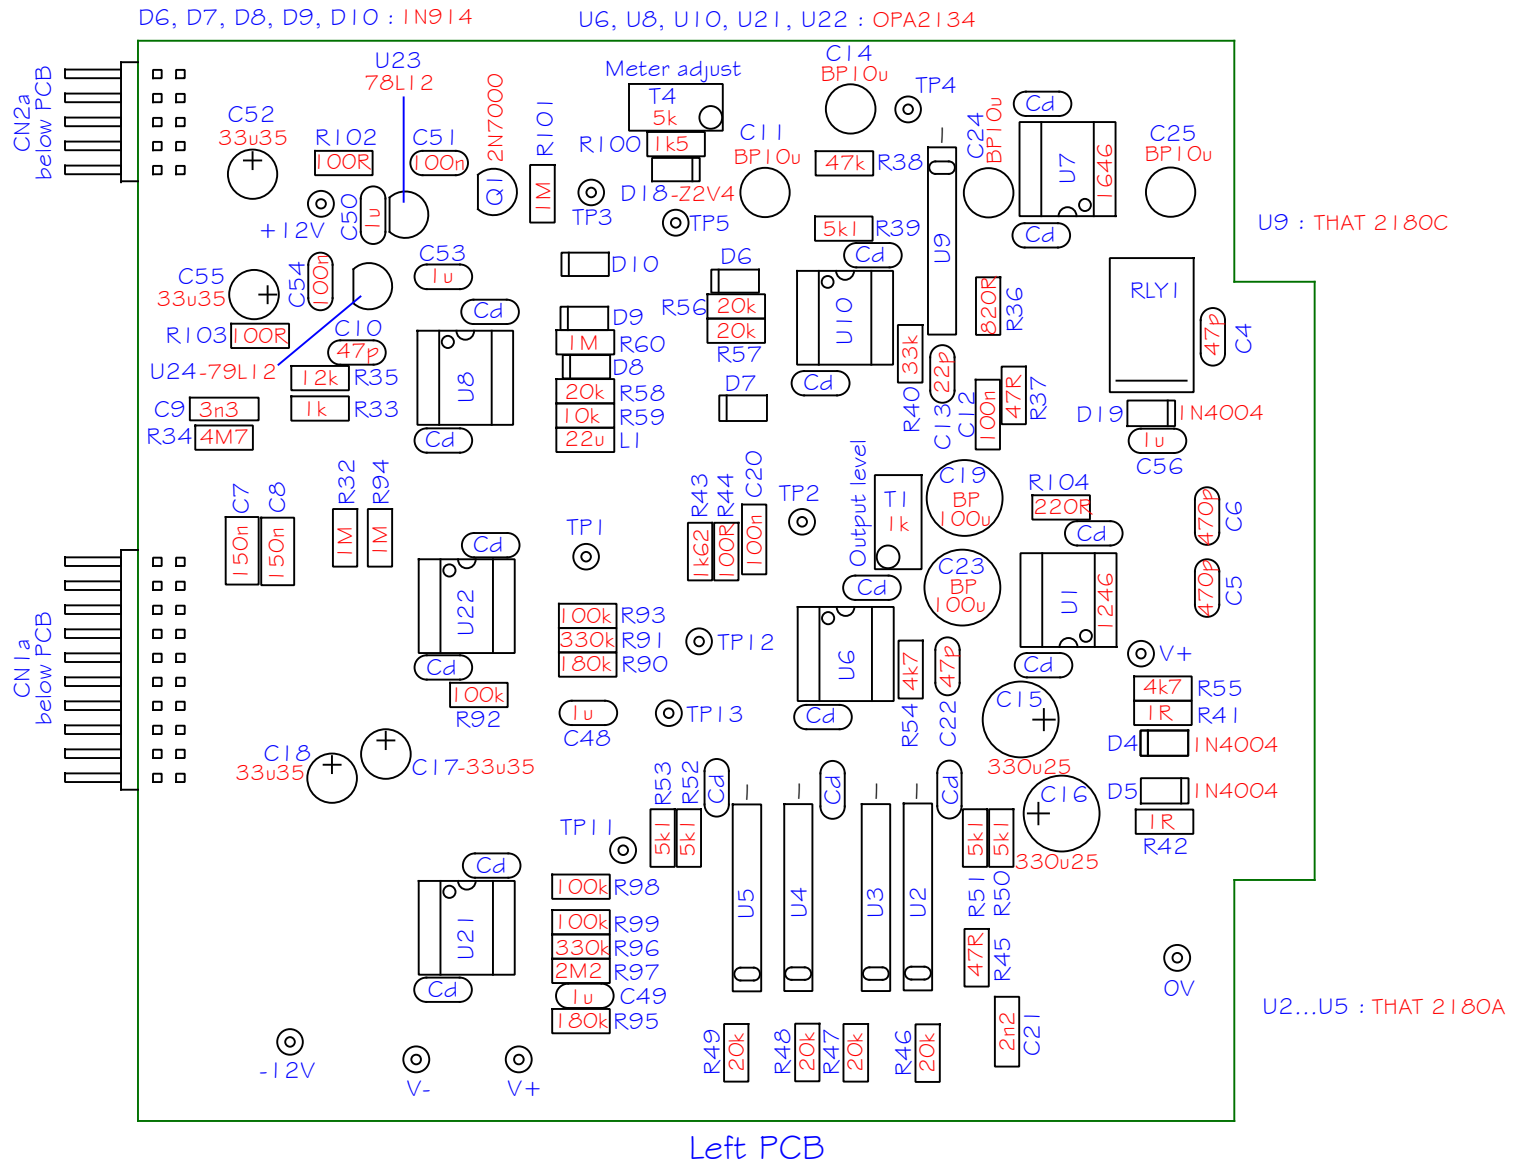 D6, D7, D8, D9, D10 : 1N914
U6, U8, U10, U21, U22 : OPA2134
CN2a
below PCB
U23
78L12
C52
33u35
R102
100R
C51
100n
2N7000
Q1
R101
1M
Meter adjust
T4
5k
R100
1k5
D18-Z2V4
TP3
TP5
C11
BP10u
C14
BP10u
TP4
47k
R38
5k1
R39
Cd
U9
C24
BP10u
Cd
U7
1646
Cd
C25
BP10u
U9 : THAT 2180C
+12V
C50
1u
C55
33u35
C54
100n
C53
1u
R103
100R
C10
47p
U24-79L12
12k
R35
C9
3n3
1k
R33
R34
4M7
Cd
U8
Cd
D10
D9
1M
R60
D8
20k
R58
10k
R59
22u
L1
D6
R56
20k
20k
R57
D7
U10
Cd
820R
R36
33k
R40
22p
C13
C12
100n
47R
R37
RLY1
47p
C4
D19
1N4004
1u
C56
C7
150n
C8
150n
R32
1M
R94
1M
Cd
U22
Cd
100k
R92
TP1
R43
1k62
R44
100R
C20
100n
TP2
Output level
T1
1k
C19
BP
100u
R104
220R
Cd
470p
C6
470p
C5
C23
BP
100u
U1
1246
Cd
Cd
U6
Cd
4k7
R54
47p
C22
CN1a
below PCB
100k
R93
330k
R91
180k
R90
TP12
1u
C48
TP13
V+
4k7
R55
1R
R41
D4
1N4004
D5
1N4004
1R
R42
C15
330u25
C16
330u25
C18
33u35
C17-33u35
TP11
R53
5k1
R52
5k1
Cd
Cd
Cd
U5
U4
U3
U2
5k1
R51
5k1
R50
Cd
U21
Cd
100k
R98
100k
R99
330k
R96
2M2
R97
1u
C49
180k
R95
47R
R45
2n2
C21
0V
U2...U5 : THAT 2180A
R49
20k
R48
20k
R47
20k
R46
20k
-12V
V-
V+
Left PCB